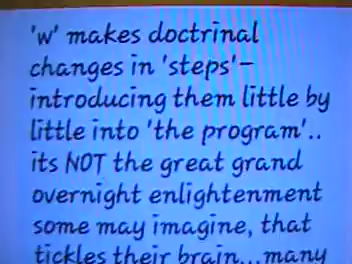 'w' makes doctrinal
changes in 'steps'-
introducing them little by
little into 'the program'..
its NOT the great grand
overnight enlightenment
some may imagine, that
tickles their brain...many